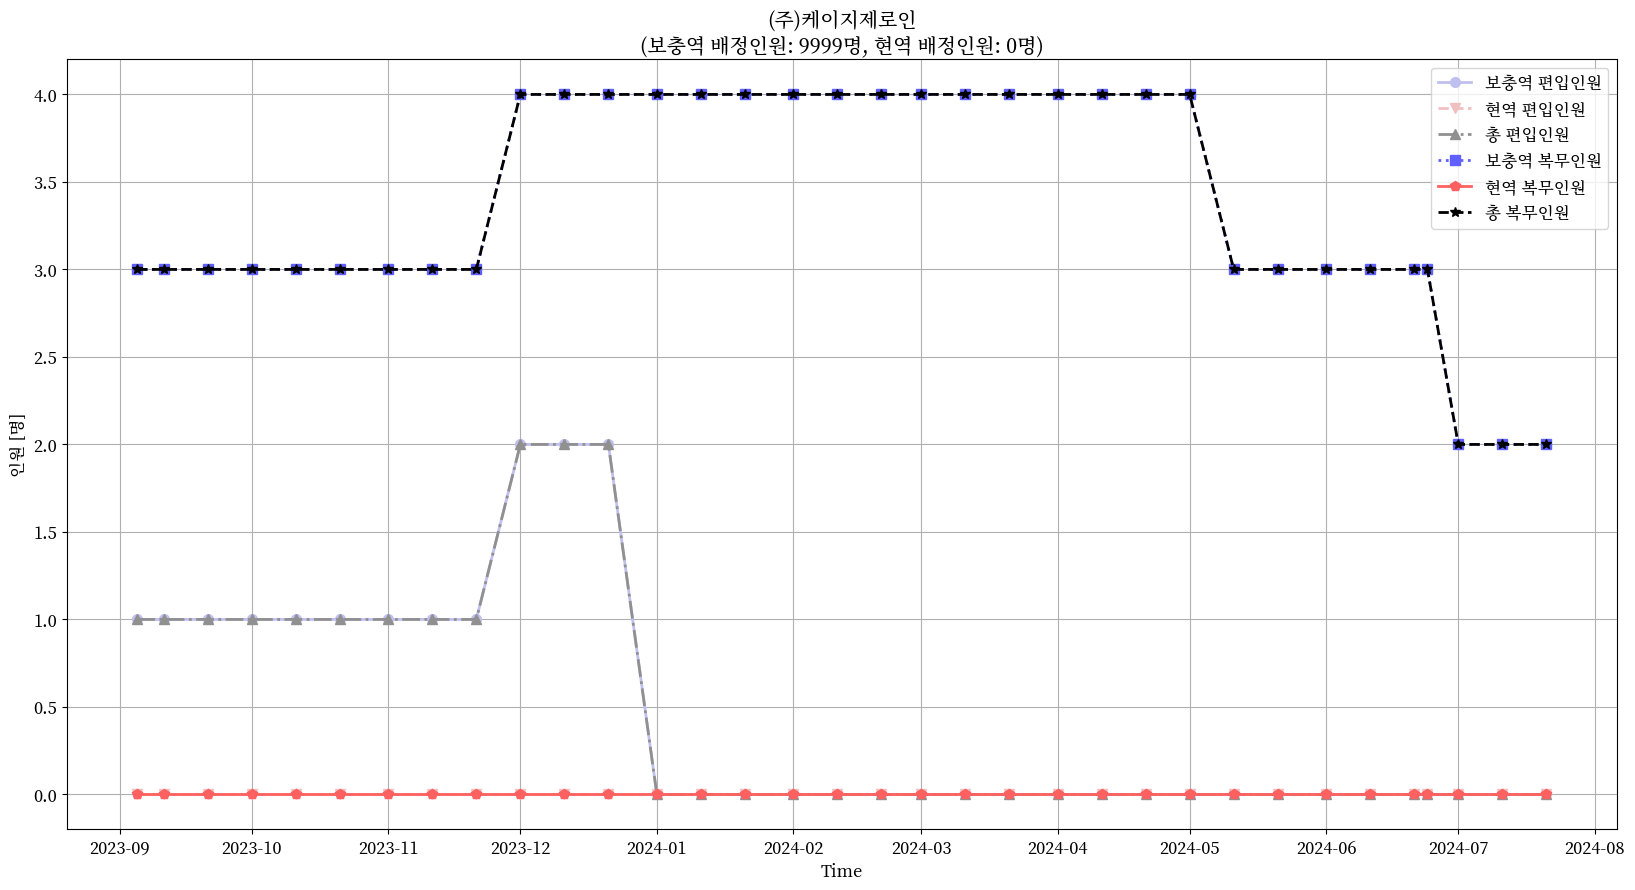 (주)케이지제로인
(보충역 배정인원: 9999명, 현역 배정인원: 0명)
보충역 편입인원
현역 편입인원
총 편입인원
보충역 복무인원
현역 복무인원
총 복무인원
4.0
3.5
3.0
2.5
2.0
1.5
1.0
0.5
0.0
인원 [명]
2023-09 2023-10 2023-11 2023-12 2024-01 2024-02 2024-03 2024-04 2024-05 2024-06 2024-07 2024-08
Time